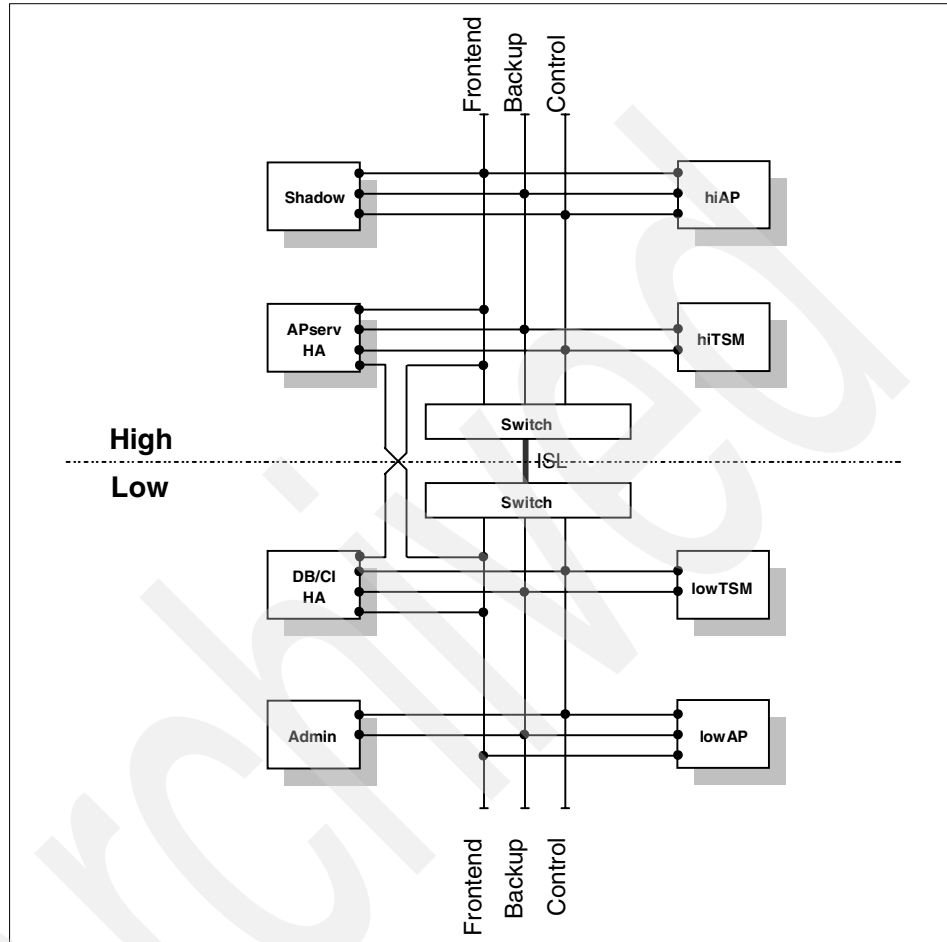 Frontend
Backup
Control
Shadow
hiAP
APserv
HA
hiTSM
Switch
High
ISL
Low
Switch
DB/CI
HA
lowTSM
Admin
lowAP
Frontend
Backup
Control
Archived